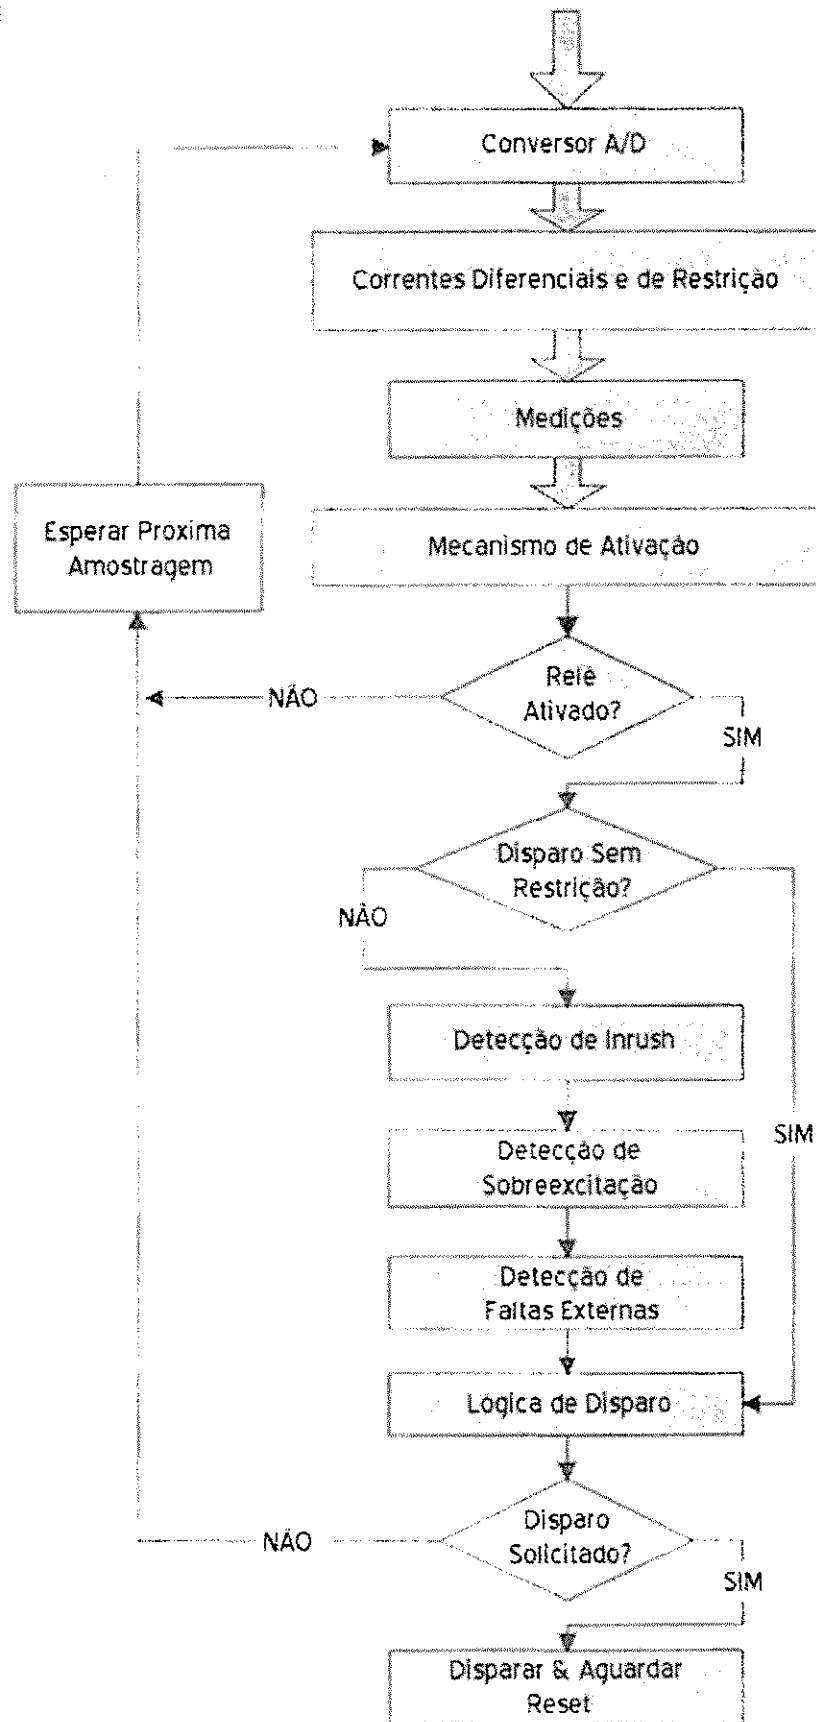 Conversor A/D
Correntes Diferenciais e de Restrição
Medições
Esperar Proxima
Amostragem
Mecanismo de Ativação
Relé
Ativado?
NÃO
SIM
Disparo Sem
Restrição?
NÃO
Detecção de Inrush
SIM
Detecção de
Sobreexcitação
Detecção de
Faltas Externas
Lógica de Disparo
Disparo
Solicitado?
NÃO
SIM
Disparar & Aguardar
Reset